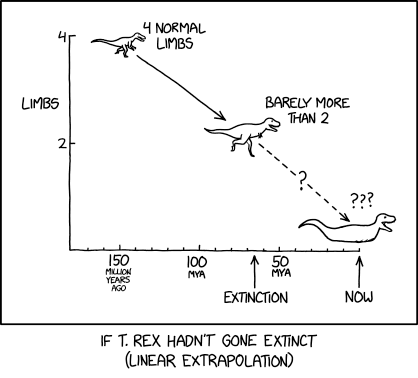 4
4 NORMAL
LIMBS
LIMBS
BARELY MORE
THAN 2
2
?
???
150
MILLION
YEARS
AGO
100
MYA
50
MYA
EXTINCTION
NOW
IF T. REX HADN'T GONE EXTINCT
(LINEAR EXTRAPOLATION)